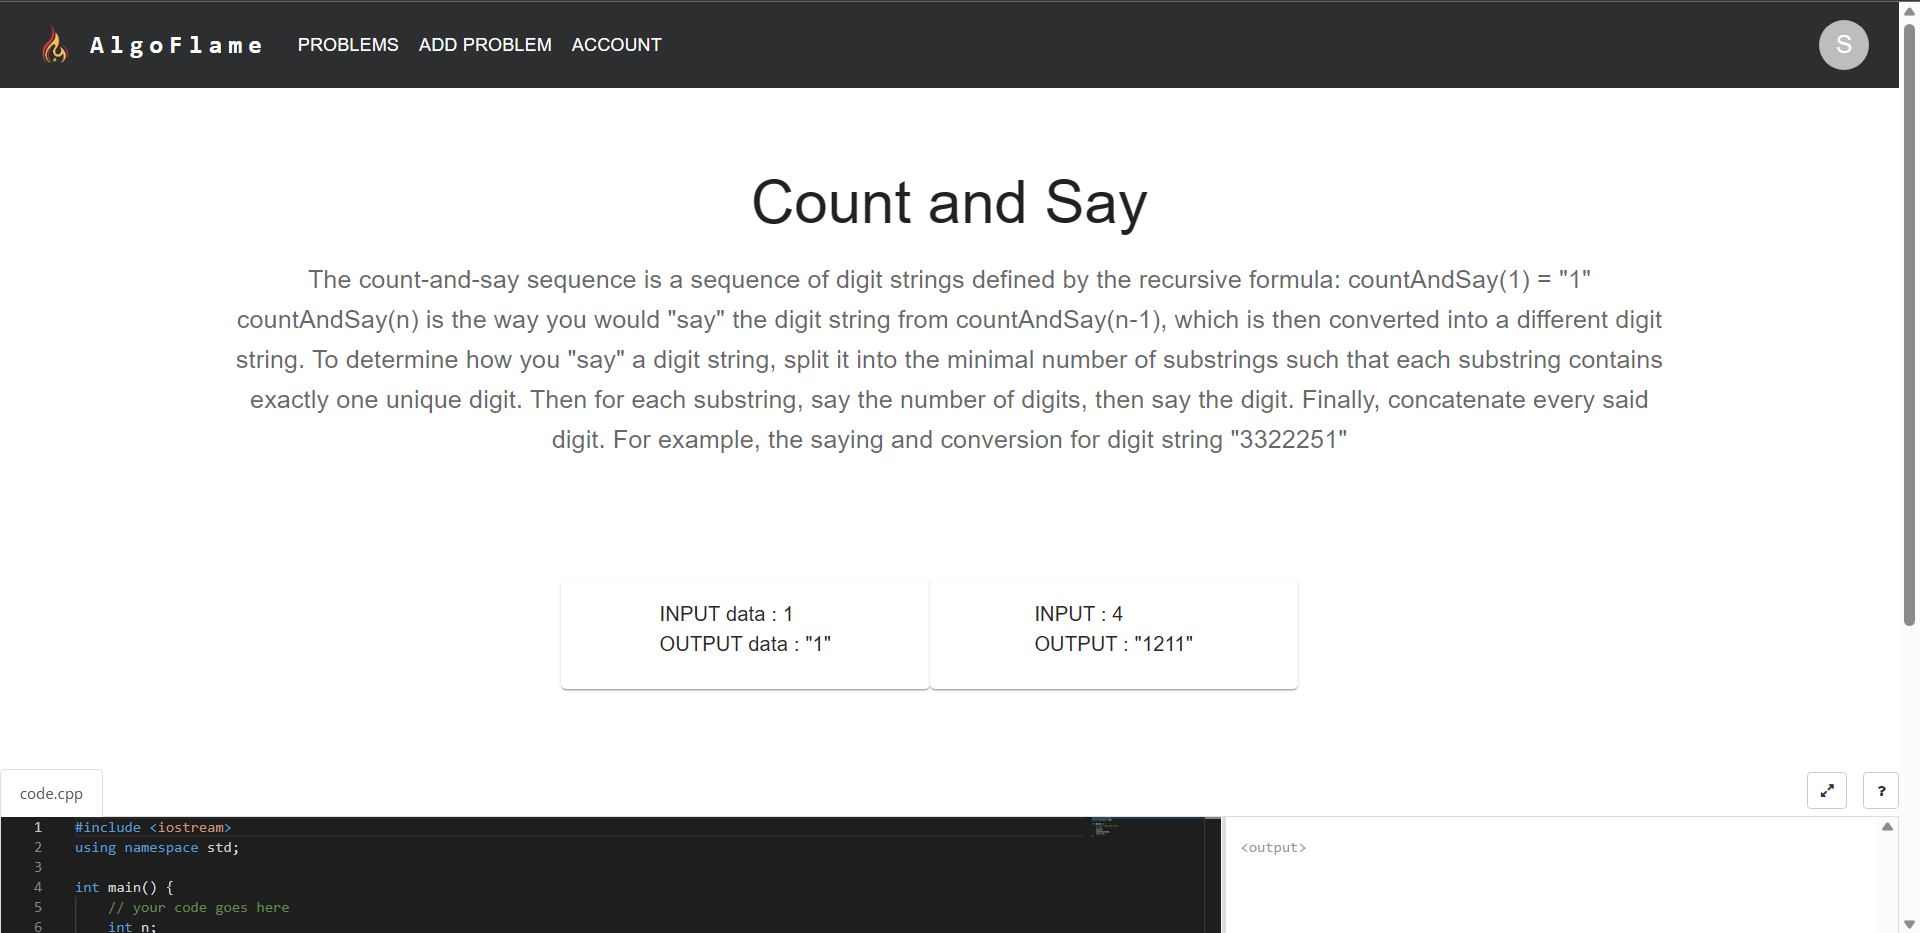 AlgoFlame PROBLEMS ADD PROBLEM ACCOUNT S
Count and Say
The count-and-say sequence is a sequence of digit strings defined by the recursive formula: countAndSay(1) = "1"
countAndSay(n) is the way you would "say" the digit string from countAndSay(n-1), which is then converted into a different digit
string. To determine how you "say" a digit string, split it into the minimal number of substrings such that each substring contains
exactly one unique digit. Then for each substring, say the number of digits, then say the digit. Finally, concatenate every said
digit. For example, the saying and conversion for digit string "3322251"
INPUT data : 1
OUTPUT data : "1"
INPUT : 4
OUTPUT : "1211"
code.cpp
?
1 #include <iostream>
2 using namespace std;
3
4 int main() {
5 // your code goes here
6 int n;
<output>